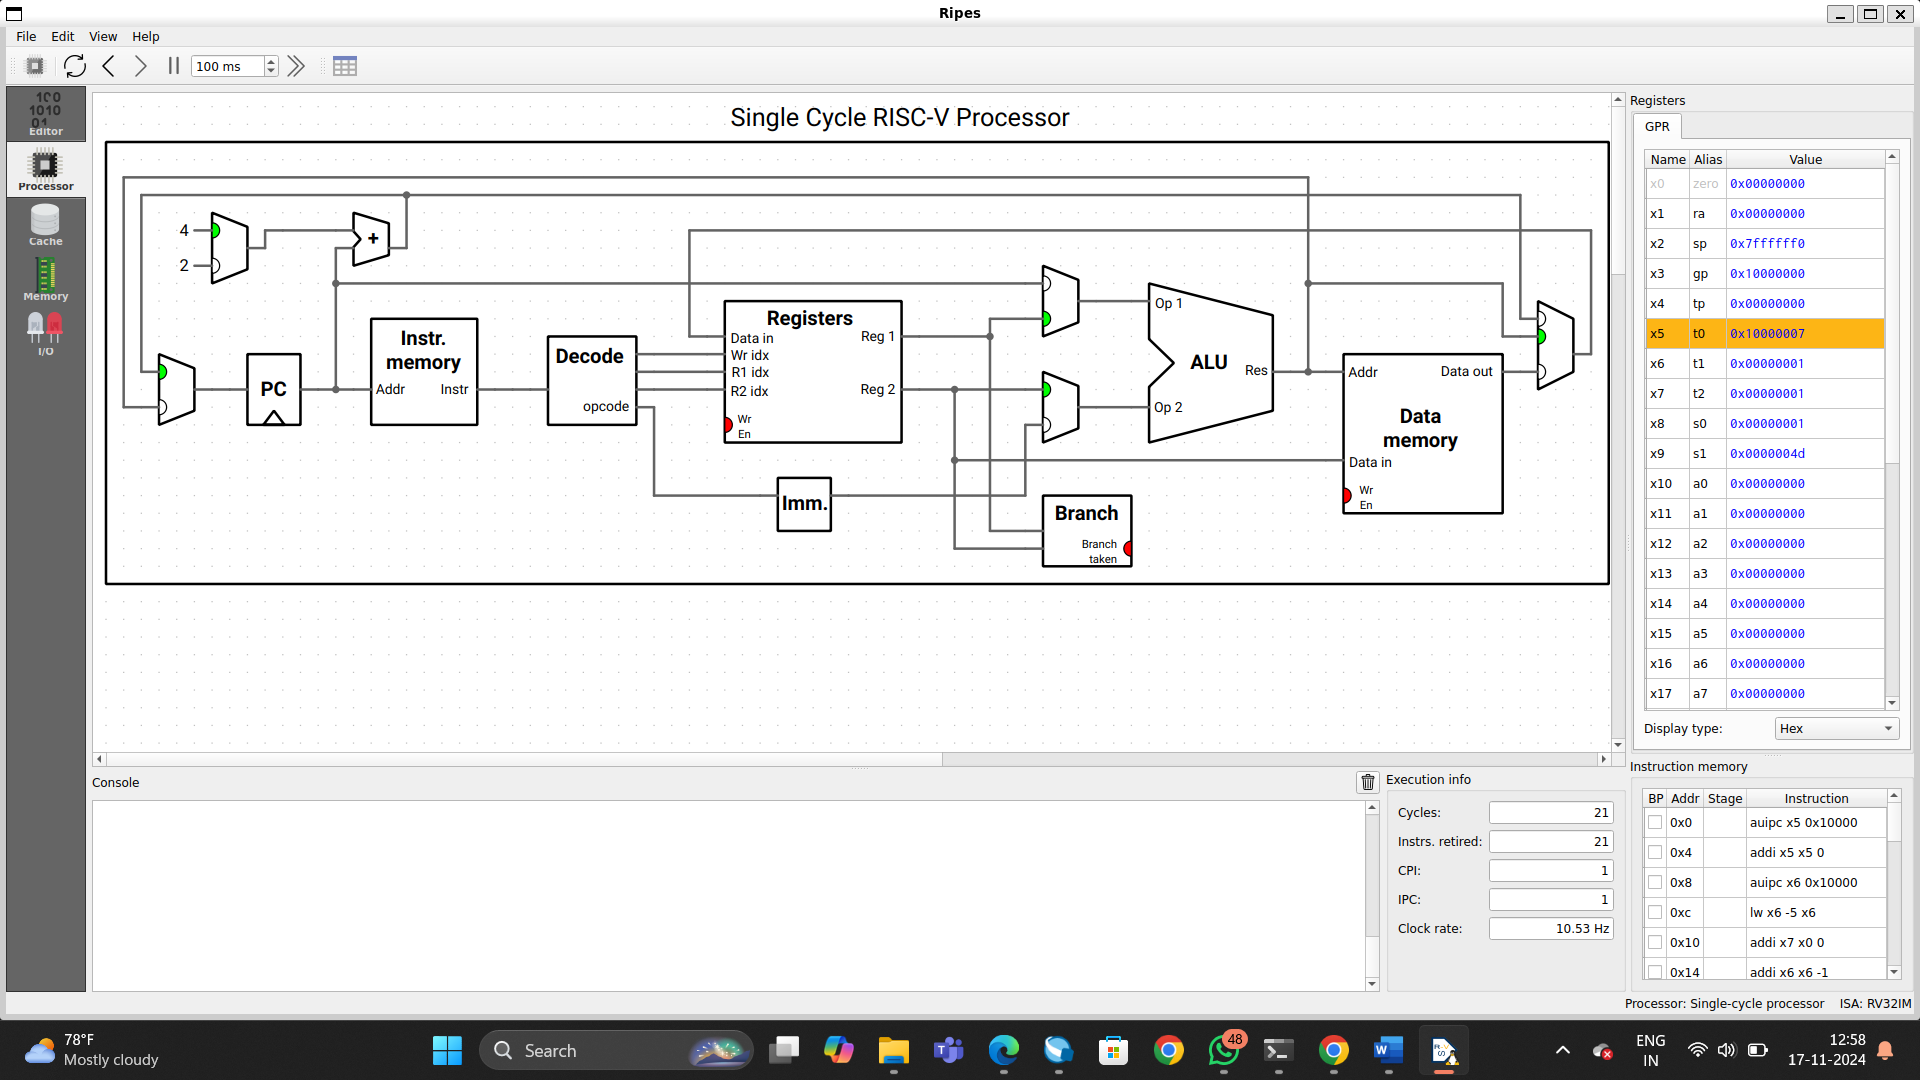 Ripes
File Edit View Help
100 ms
Editor
Processor
Cache
Memory
I/O
Single Cycle RISC-V Processor
4
2
+
PC
Instr.
memory
Addr Instr
Decode
opcode
Registers
Data in Reg 1
Wr idx
R1 idx
R2 idx Reg 2
Wr
En
Imm.
Op 1
ALU
Res
Op 2
Branch
Branch
taken
Addr Data out
Data
memory
Data in
Wr
En
Registers
GPR
Name Alias Value
x0 zero 0x00000000
x1 ra 0x00000000
x2 sp 0x7ffffff0
x3 gp 0x10000000
x4 tp 0x00000000
x5 t0 0x10000007
x6 t1 0x00000001
x7 t2 0x00000001
x8 s0 0x00000001
x9 s1 0x0000004d
x10 a0 0x00000000
x11 a1 0x00000000
x12 a2 0x00000000
x13 a3 0x00000000
x14 a4 0x00000000
x15 a5 0x00000000
x16 a6 0x00000000
x17 a7 0x00000000
Display type: Hex
Console
Execution info
Cycles: 21
Instrs. retired: 21
CPI: 1
IPC: 1
Clock rate: 10.53 Hz
Instruction memory
BP Addr Stage Instruction
0x0 auipc x5 0x10000
0x4 addi x5 x5 0
0x8 auipc x6 0x10000
0xc lw x6 -5 x6
0x10 addi x7 x0 0
0x14 addi x6 x6 -1
Processor: Single-cycle processor ISA: RV32IM
78°F
Mostly cloudy
Search
48
ENG
IN
12:58
17-11-2024